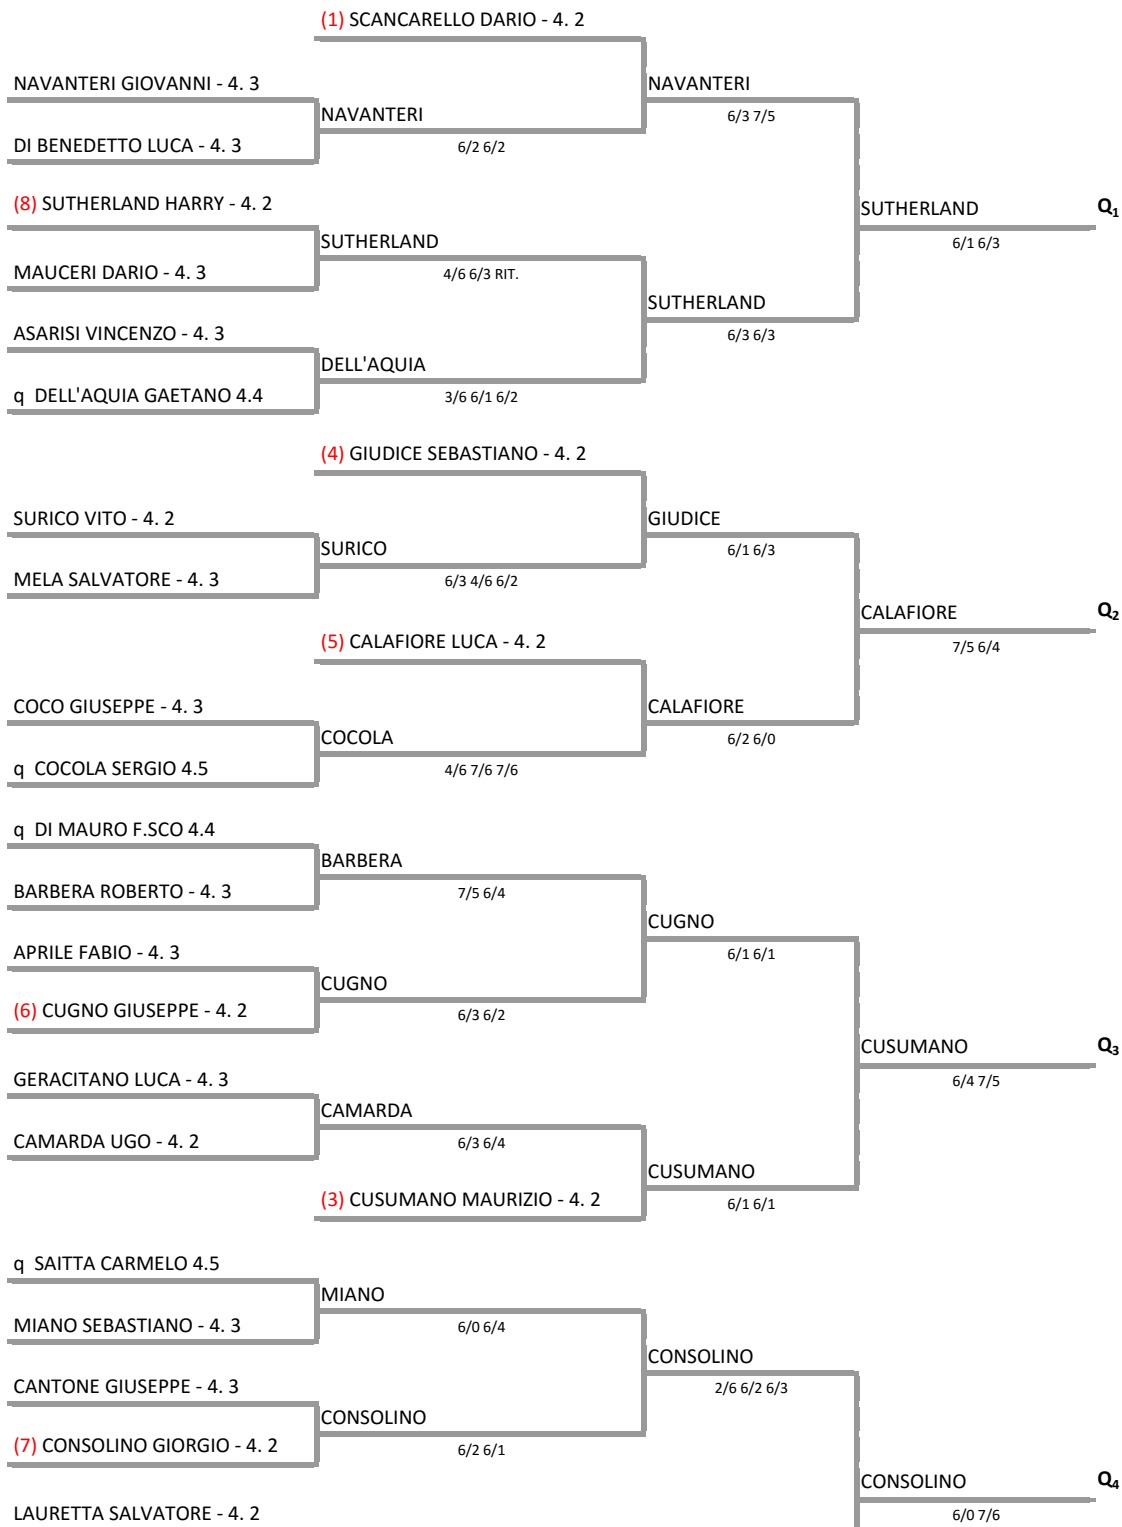 (1) SCANCARELLO DARIO - 4. 2
NAVANTERI GIOVANNI - 4. 3
NAVANTERI
NAVANTERI
6/3 7/5
6/2 6/2
DI BENEDETTO LUCA - 4. 3
(8) SUTHERLAND HARRY - 4. 2
SUTHERLAND
Q1
6/1 6/3
SUTHERLAND
MAUCERI DARIO - 4. 3
4/6 6/3 RIT.
SUTHERLAND
6/3 6/3
ASARISI VINCENZO - 4. 3
DELL'AQUIA
q DELL'AQUIA GAETANO 4.4
3/6 6/1 6/2
(4) GIUDICE SEBASTIANO - 4. 2
SURICO VITO - 4. 2
GIUDICE
6/1 6/3
SURICO
MELA SALVATORE - 4. 3
6/3 4/6 6/2
CALAFIORE
Q2
7/5 6/4
(5) CALAFIORE LUCA - 4. 2
COCO GIUSEPPE - 4. 3
CALAFIORE
6/2 6/0
COCOLA
q COCOLA SERGIO 4.5
4/6 7/6 7/6
q DI MAURO F.SCO 4.4
BARBERA
BARBERA ROBERTO - 4. 3
7/5 6/4
CUGNO
6/1 6/1
APRILE FABIO - 4. 3
CUGNO
(6) CUGNO GIUSEPPE - 4. 2
6/3 6/2
CUSUMANO
Q3
6/4 7/5
GERACITANO LUCA - 4. 3
CAMARDA
CAMARDA UGO - 4. 2
6/3 6/4
CUSUMANO
6/1 6/1
(3) CUSUMANO MAURIZIO - 4. 2
q SAITTA CARMELO 4.5
MIANO
MIANO SEBASTIANO - 4. 3
6/0 6/4
CONSOLINO
2/6 6/2 6/3
CANTONE GIUSEPPE - 4. 3
CONSOLINO
(7) CONSOLINO GIORGIO - 4. 2
6/2 6/1
CONSOLINO
Q4
LAURETTA SALVATORE - 4. 2
6/0 7/6